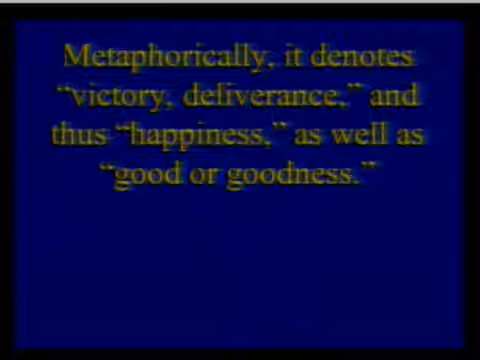 Metaphorically, it denotes
“victory, deliverance,” and
thus “happiness,” as well as
“good or goodness.”